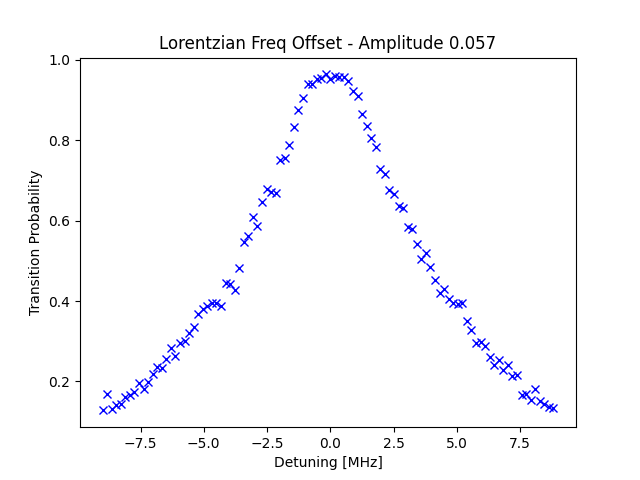 Lorentzian Freq Offset - Amplitude 0.057
1.0
0.8
0.6
0.4
0.2
Transition Probability
−7.5 −5.0 −2.5 0.0 2.5 5.0 7.5
Detuning [MHz]